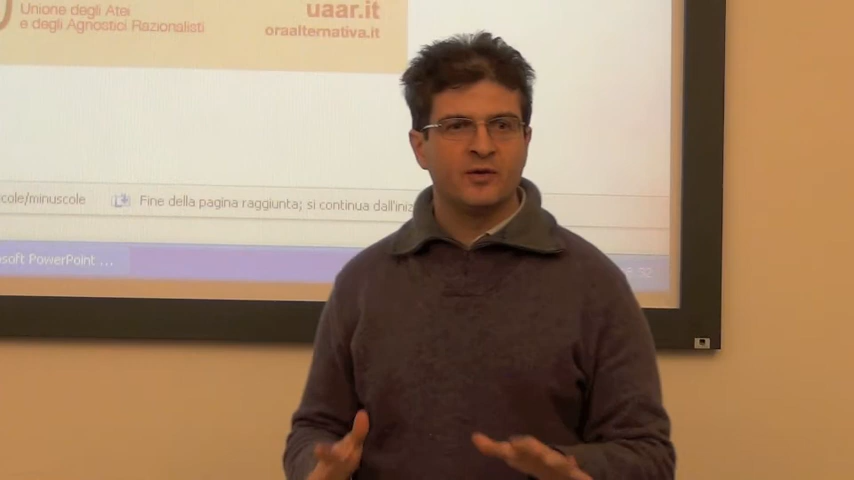 Unione degli Atei
e degli Agnostici Razionalisti
uaar.it
oraalternativa.it
cole/minuscole
Fine della pagina raggiunta; si continua dall'iniz
soft PowerPoint ...